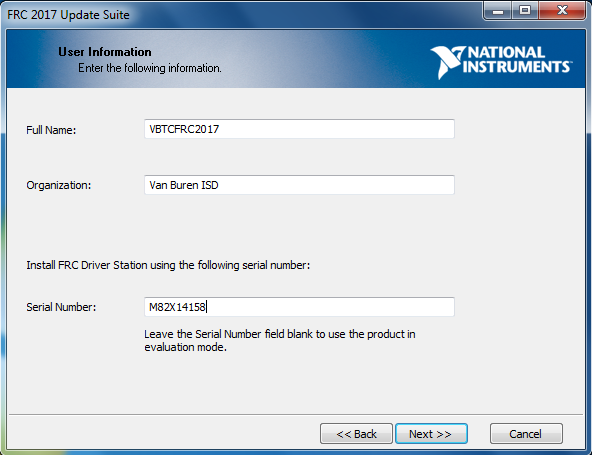 FRC 2017 Update Suite
User Information
Enter the following information.
NATIONAL
INSTRUMENTS
Full Name:
VBTCFRC2017
Organization:
Van Buren ISD
Install FRC Driver Station using the following serial number:
Serial Number:
M82X14158
Leave the Serial Number field blank to use the product in
evaluation mode.
<< Back
Next >>
Cancel